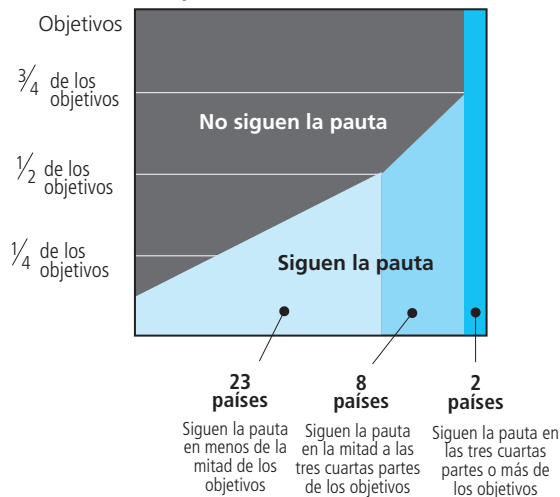 Objetivos
3/4 de los
objetivos
No siguen la pauta
1/2 de los
objetivos
1/4 de los
objetivos
Siguen la pauta
23
países
Siguen la pauta
en menos de la
mitad de los
objetivos
8
países
Siguen la pauta
en la mitad a las
tres cuartas partes
de los objetivos
2
países
Siguen la pauta en
las tres cuartas
partes o más de
los objetivos